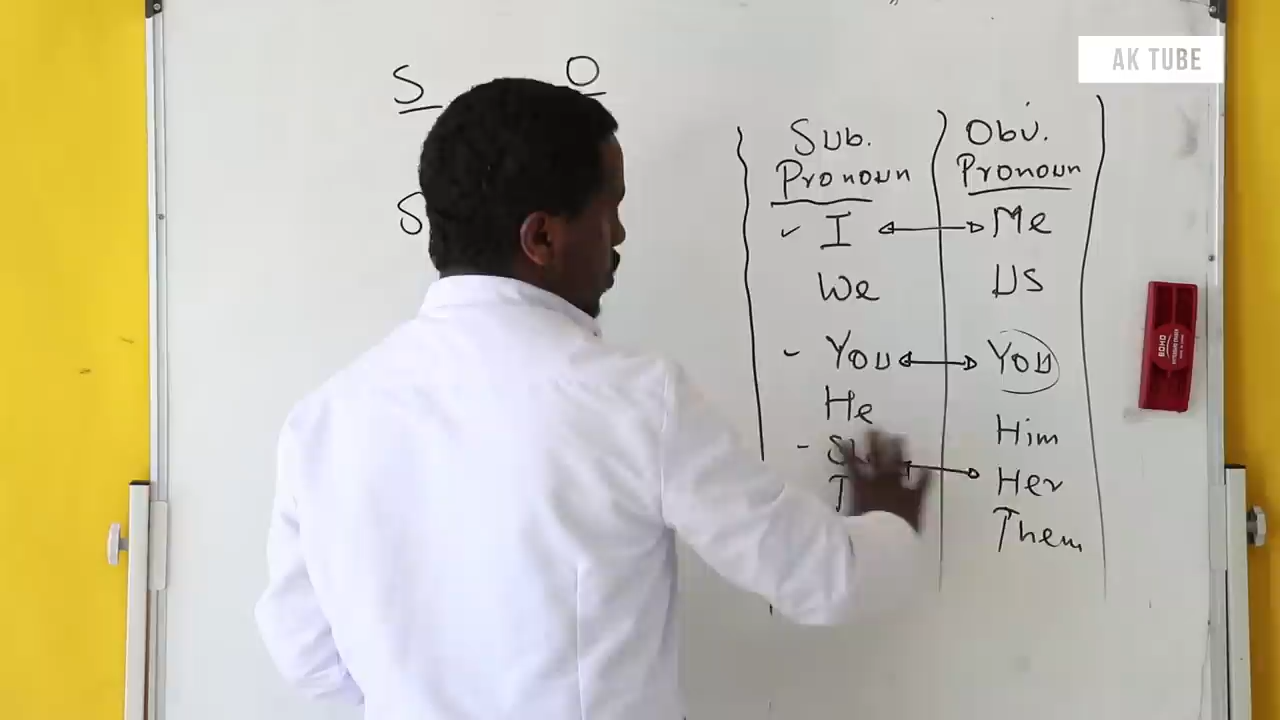 AK TUBE
S O
S
Sub. Pronoun
Obj. Pronoun
I Me
We US
YOU YOU
He Him
Her
Them